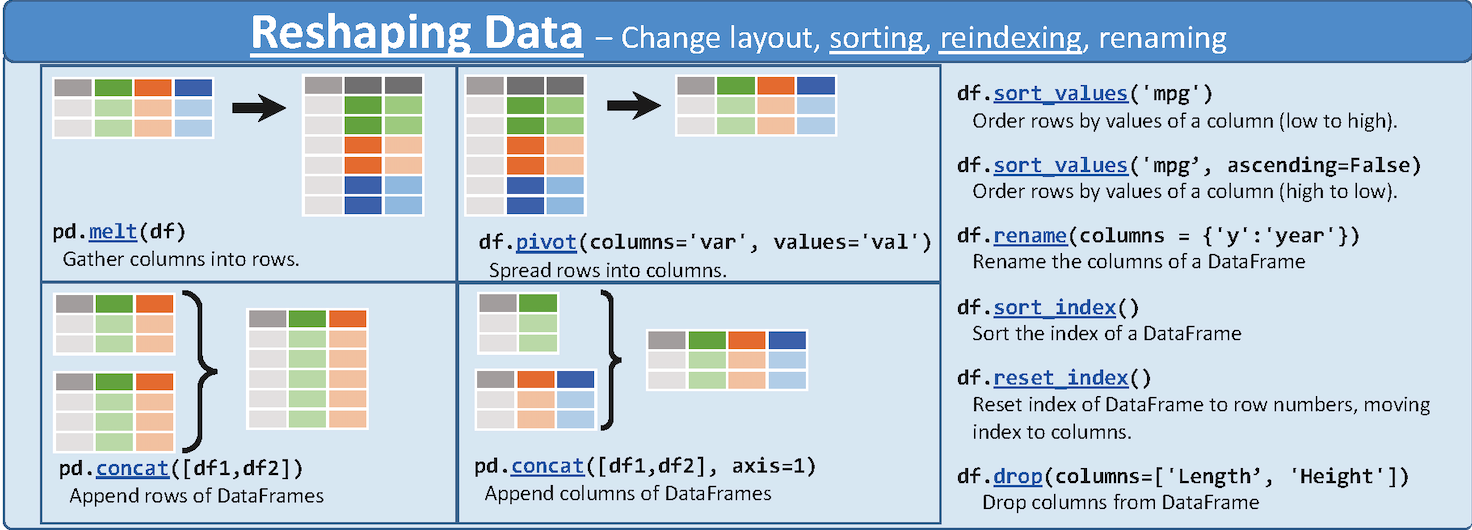 Reshaping Data – Change layout, sorting, reindexing, renaming
pd.melt(df)
Gather columns into rows.
df.pivot(columns='var', values='val')
Spread rows into columns.
pd.concat([df1,df2])
Append rows of DataFrames
pd.concat([df1,df2], axis=1)
Append columns of DataFrames
df.sort_values('mpg')
Order rows by values of a column (low to high).
df.sort_values('mpg’, ascending=False)
Order rows by values of a column (high to low).
df.rename(columns = {'y':'year'})
Rename the columns of a DataFrame
df.sort_index()
Sort the index of a DataFrame
df.reset_index()
Reset index of DataFrame to row numbers, moving
index to columns.
df.drop(columns=['Length’, 'Height'])
Drop columns from DataFrame